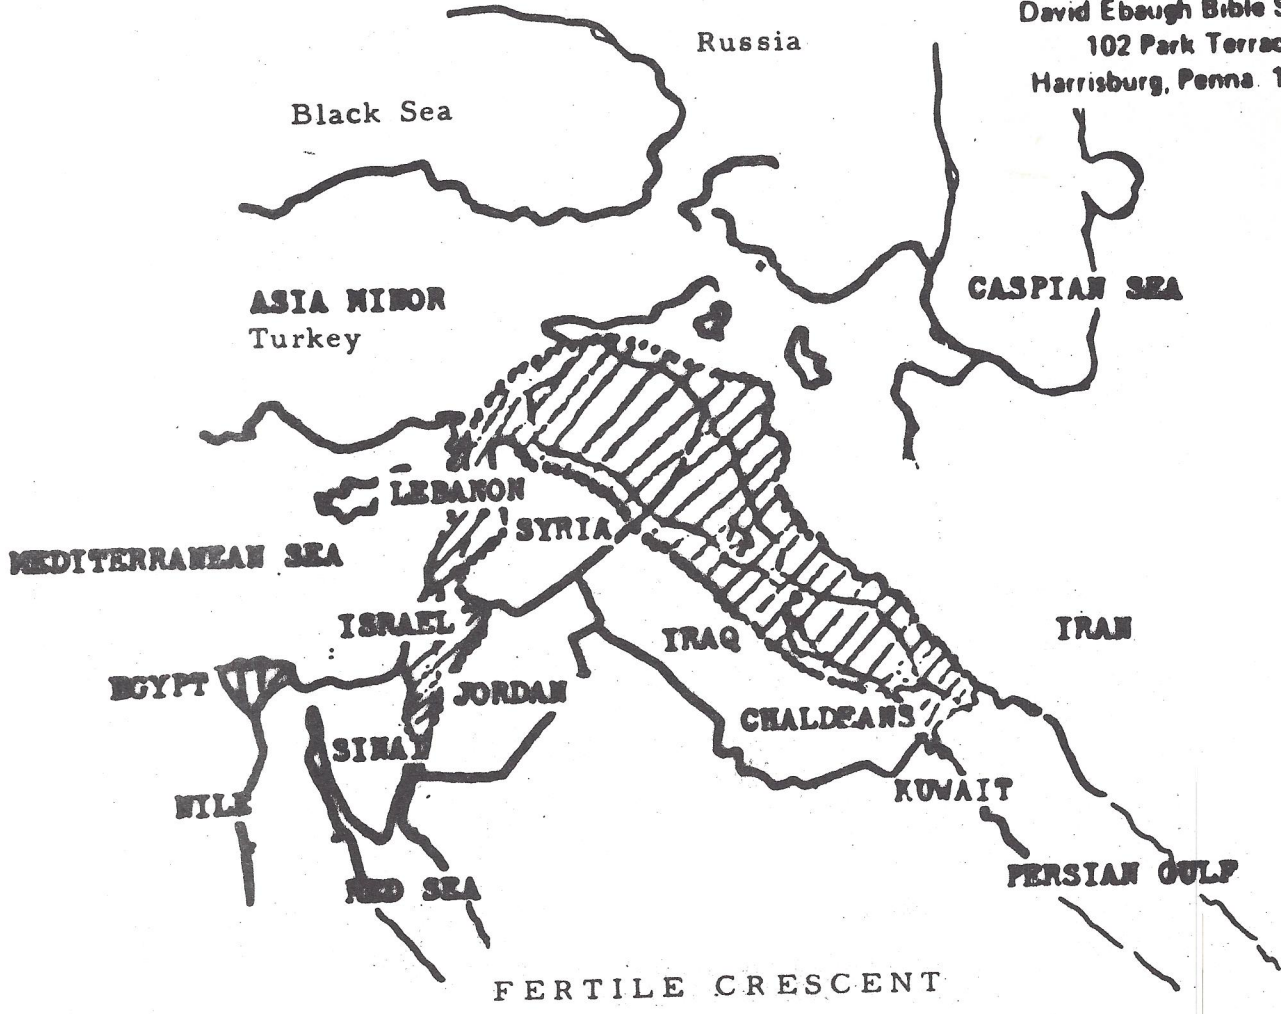 David Ebaugh Bible S
102 Park Terrac
Harrisburg, Penna. 1
Russia
Black Sea
CASPIAN SEA
ASIA MINOR
Turkey
LEBANON
SYRIA
MEDITERRANEAN SEA
ISRAEL
IRAQ
IRAN
EGYPT
JORDAN
CHALDEANS
SINAI
KUWAIT
NILE
PERSIAN GULF
RED SEA
FERTILE CRESCENT